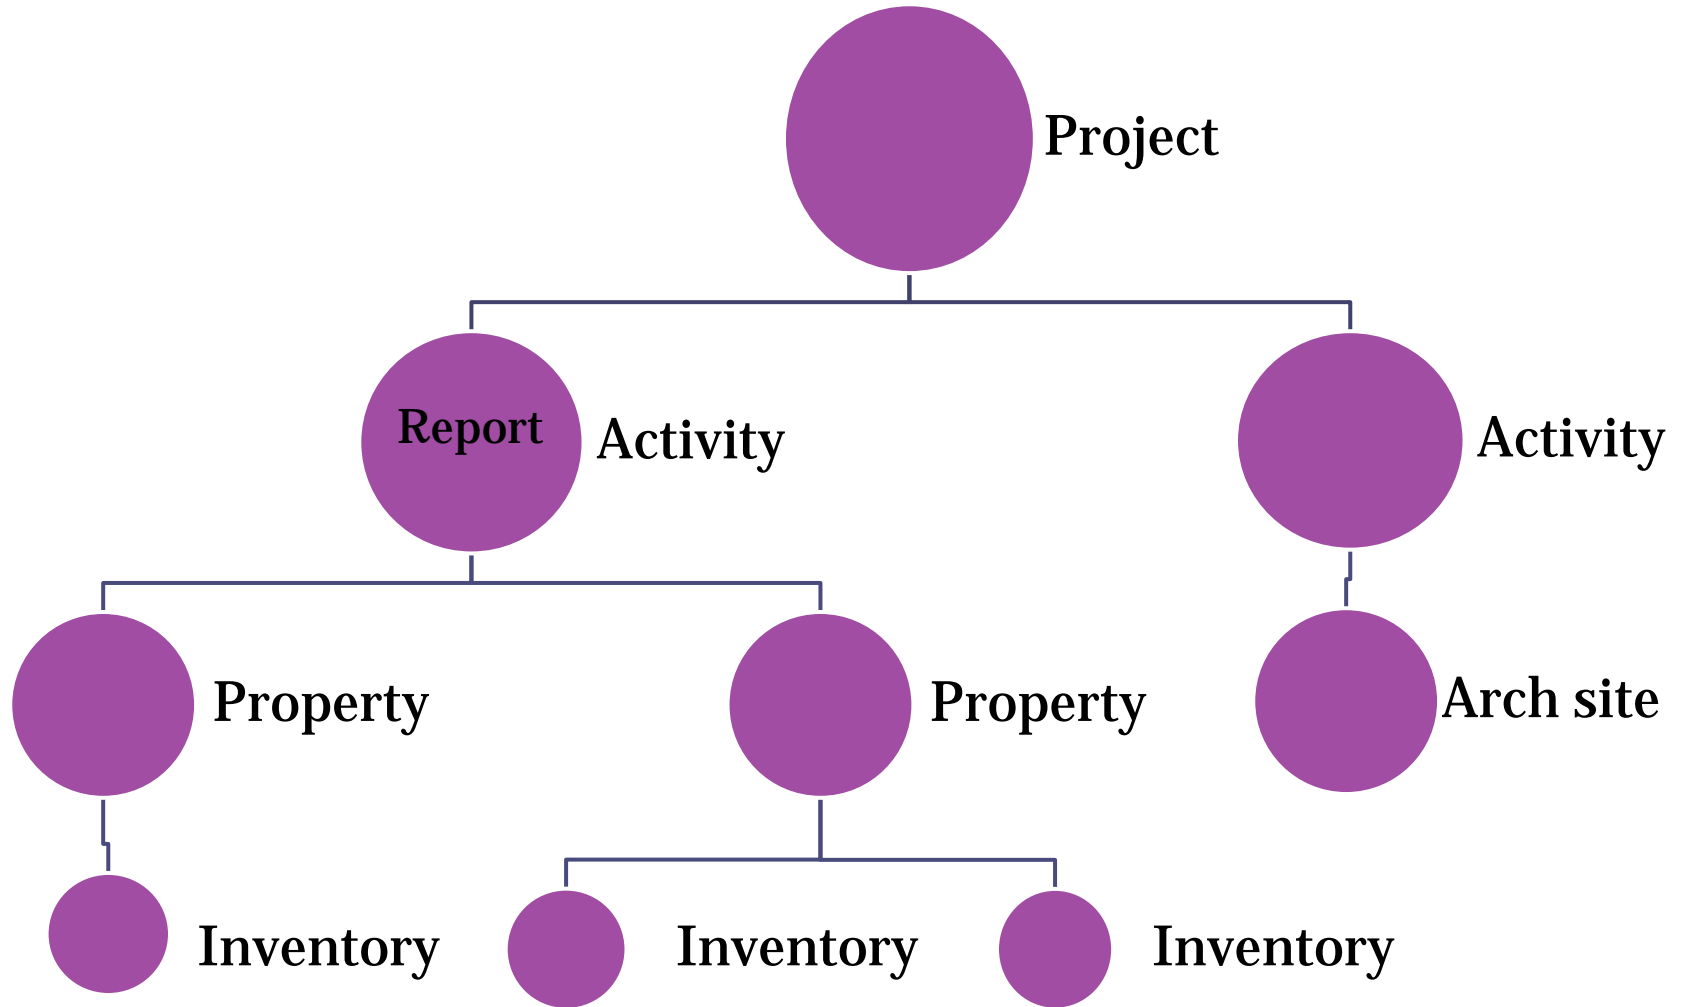 Project
Report
Activity
Activity
Property
Property
Arch site
Inventory
Inventory
Inventory